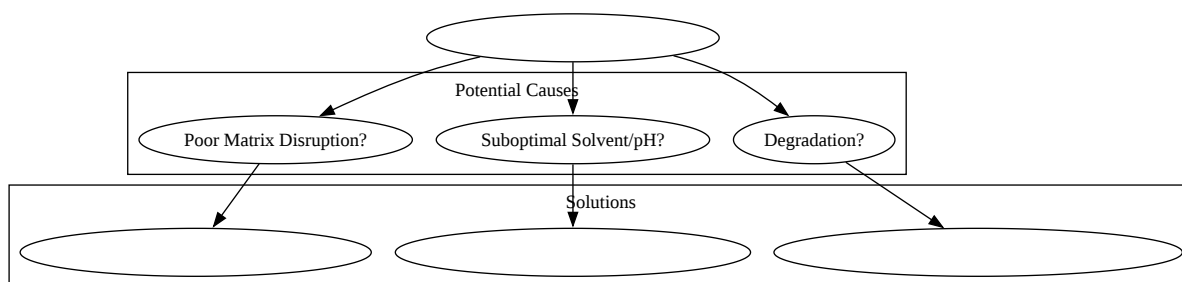 Potential Causes
Poor Matrix Disruption?
Suboptimal Solvent/pH?
Degradation?
Solutions